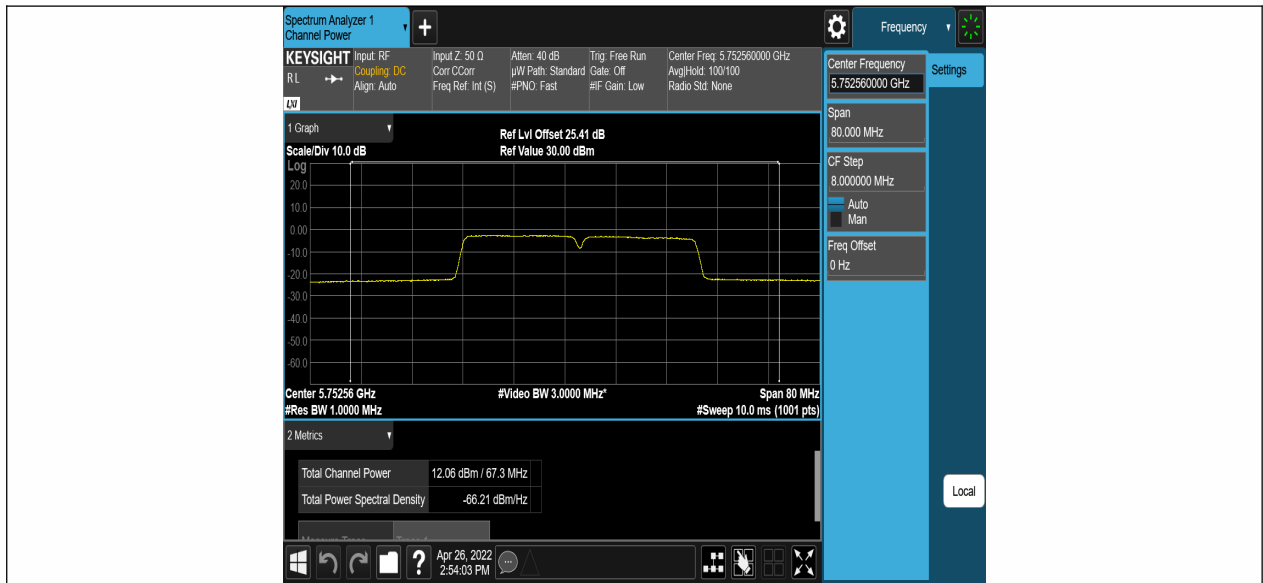 Spectrum Analyzer 1
Channel Power
+
Frequency
KEYSIGHT
RL
LXI
Input: RF
Coupling: DC
Align: Auto
Input Z: 50 Ω
Corr CCorr
Freq Ref: Int (S)
Atten: 40 dB
µW Path: Standard
#PNO: Fast
Trig: Free Run
Gate: Off
#IF Gain: Low
Center Freq: 5.752560000 GHz
Avg|Hold: 100/100
Radio Std: None
Center Frequency
5.752560000 GHz
Settings
Span
80.000 MHz
CF Step
8.000000 MHz
Auto
Man
Freq Offset
0 Hz
1 Graph
Ref Lvl Offset 25.41 dB
Scale/Div 10.0 dB
Ref Value 30.00 dBm
Log
20.0
10.0
0.00
-10.0
-20.0
-30.0
-40.0
-50.0
-60.0
Center 5.75256 GHz
#Video BW 3.0000 MHz*
Span 80 MHz
#Res BW 1.0000 MHz
#Sweep 10.0 ms (1001 pts)
2 Metrics
Total Channel Power 12.06 dBm / 67.3 MHz
Total Power Spectral Density -66.21 dBm/Hz
Local
?
Apr 26, 2022
2:54:03 PM